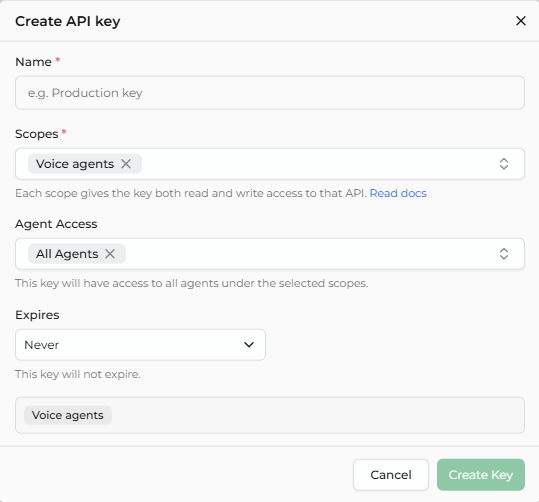 Create API key
Name *
e.g. Production key
Scopes *
Voice agents
Each scope gives the key both read and write access to that API. Read docs
Agent Access
All Agents
This key will have access to all agents under the selected scopes.
Expires
Never
This key will not expire.
Voice agents
Cancel Create Key